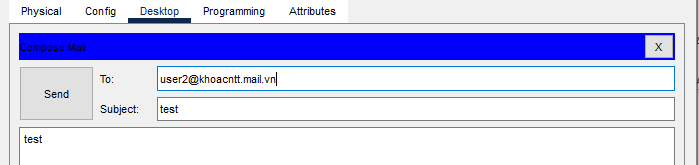 Physical Config Desktop Programming Attributes
Compose Mail X
Send
To: user2@khoacntt.mail.vn
Subject: test
test